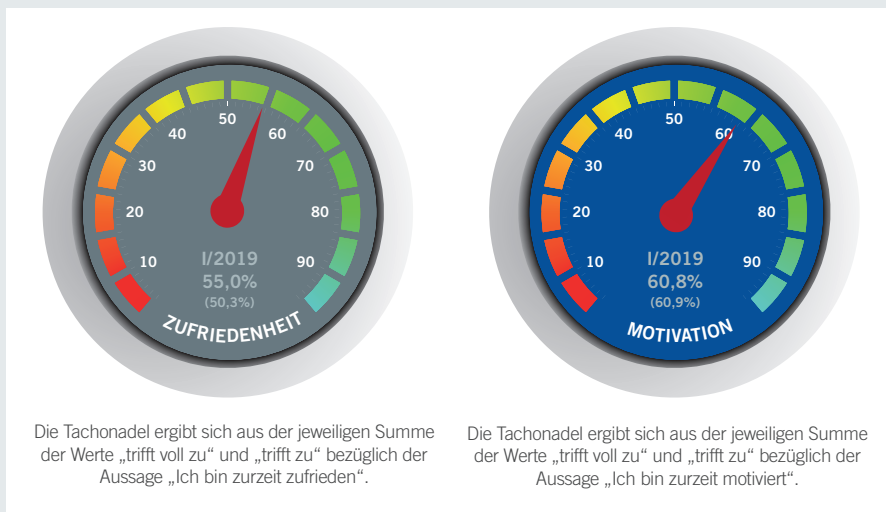 50
40
60
30
70
20
80
10
90
I/2019
55,0%
(50,3%)
ZUFRIEDENHEIT
Die Tachonadel ergibt sich aus der jeweiligen Summe
der Werte „trifft voll zu“ und „trifft zu“ bezüglich der
Aussage „Ich bin zurzeit zufrieden“.
50
40
60
30
70
20
80
10
90
I/2019
60,8%
(60,9%)
MOTIVATION
Die Tachonadel ergibt sich aus der jeweiligen Summe
der Werte „trifft voll zu“ und „trifft zu“ bezüglich der
Aussage „Ich bin zurzeit motiviert“.